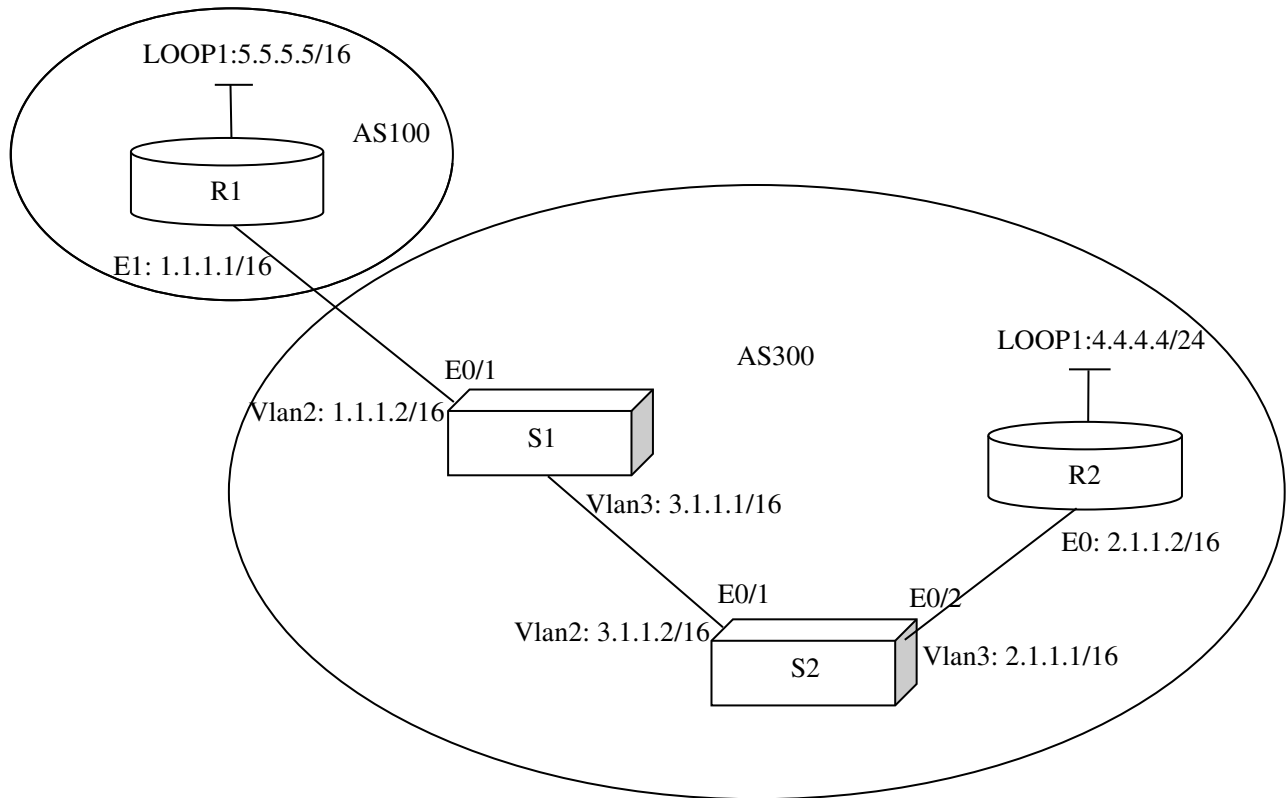 LOOP1:5.5.5.5/16
AS100
R1
E1: 1.1.1.1/16
LOOP1:4.4.4.4/24
AS300
E0/1
Vlan2: 1.1.1.2/16
S1
R2
Vlan3: 3.1.1.1/16
E0: 2.1.1.2/16
E0/1
E0/2
Vlan2: 3.1.1.2/16
S2
Vlan3: 2.1.1.1/16